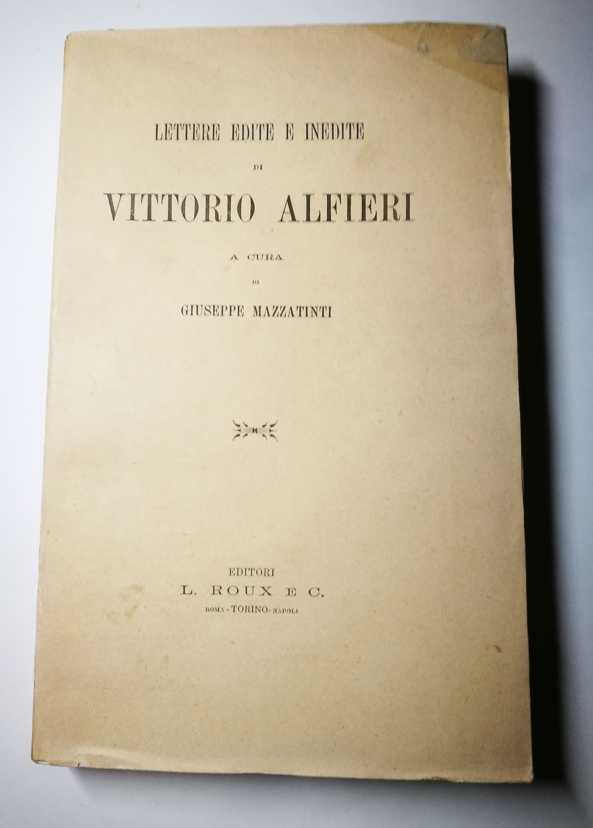 LETTERE EDITE E INEDITE
DI
VITTORIO ALFIERI
A CURA
DI
GIUSEPPE MAZZATINTI
EDITORI
L. ROUX E C.
ROMA - TORINO - NAPOLI